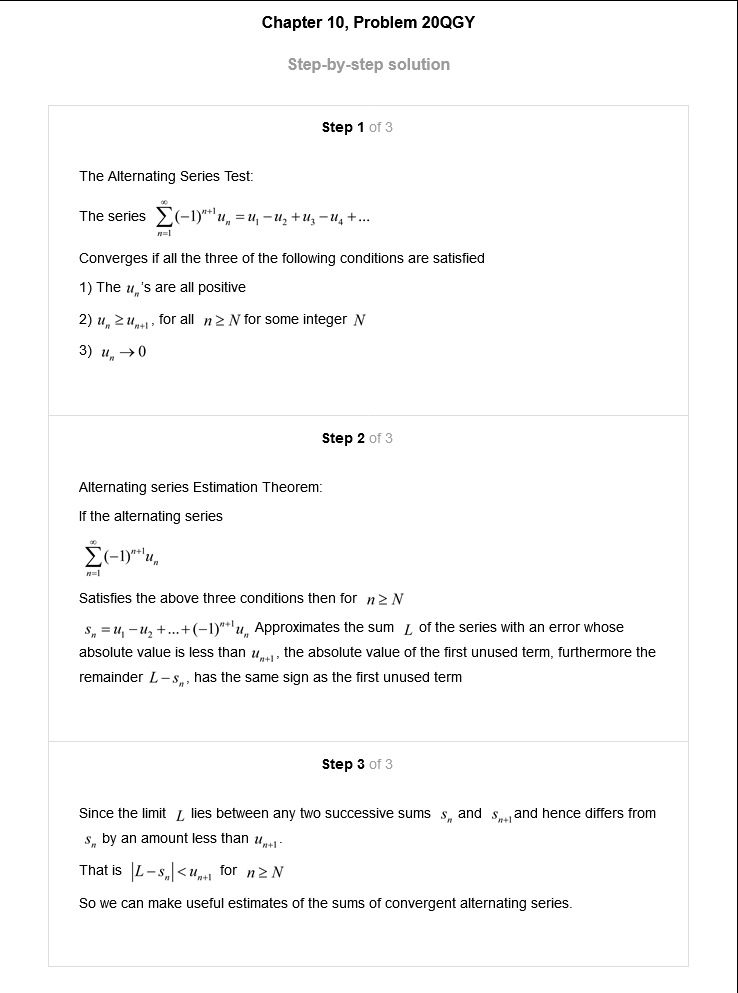 Chapter 10, Problem 20QGY
Step-by-step solution
Step 1 of 3
The Alternating Series Test:
The series $\sum_{n=1}^{\infty}(-1)^{n+1}u_n = u_1 - u_2 + u_3 - u_4 + ...$
Converges if all the three of the following conditions are satisfied
1) The $u_n$'s are all positive
2) $u_n \geq u_{n+1}$, for all $n \geq N$ for some integer $N$
3) $u_n \to 0$
Step 2 of 3
Alternating series Estimation Theorem:
If the alternating series
$\sum_{n=1}^{\infty}(-1)^{n+1}u_n$
Satisfies the above three conditions then for $n \geq N$
$s_n = u_1 - u_2 + ... + (-1)^{n+1}u_n$ Approximates the sum $L$ of the series with an error whose
absolute value is less than $u_{n+1}$, the absolute value of the first unused term, furthermore the
remainder $L - s_n$, has the same sign as the first unused term
Step 3 of 3
Since the limit $L$ lies between any two successive sums $s_n$ and $s_{n+1}$ and hence differs from
$s_n$ by an amount less than $u_{n+1}$.
That is $|L - s_n| < u_{n+1}$ for $n \geq N$
So we can make useful estimates of the sums of convergent alternating series.